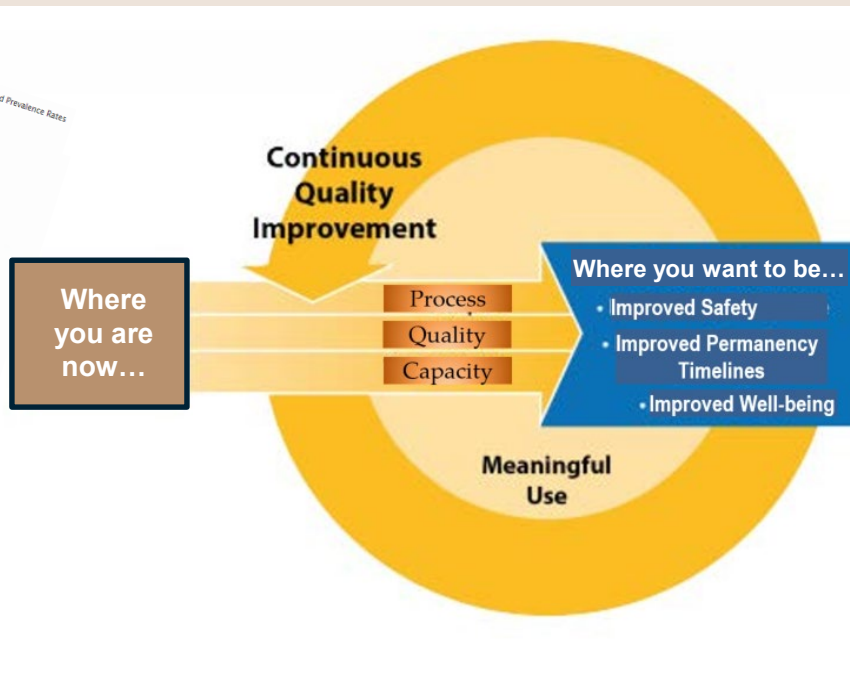 d Prevalence Rates
Continuous
Quality
Improvement
Where
you are
now…
Process
Quality
Capacity
Where you want to be…
• Improved Safety
• Improved Permanency
Timelines
• Improved Well-being
Meaningful
Use